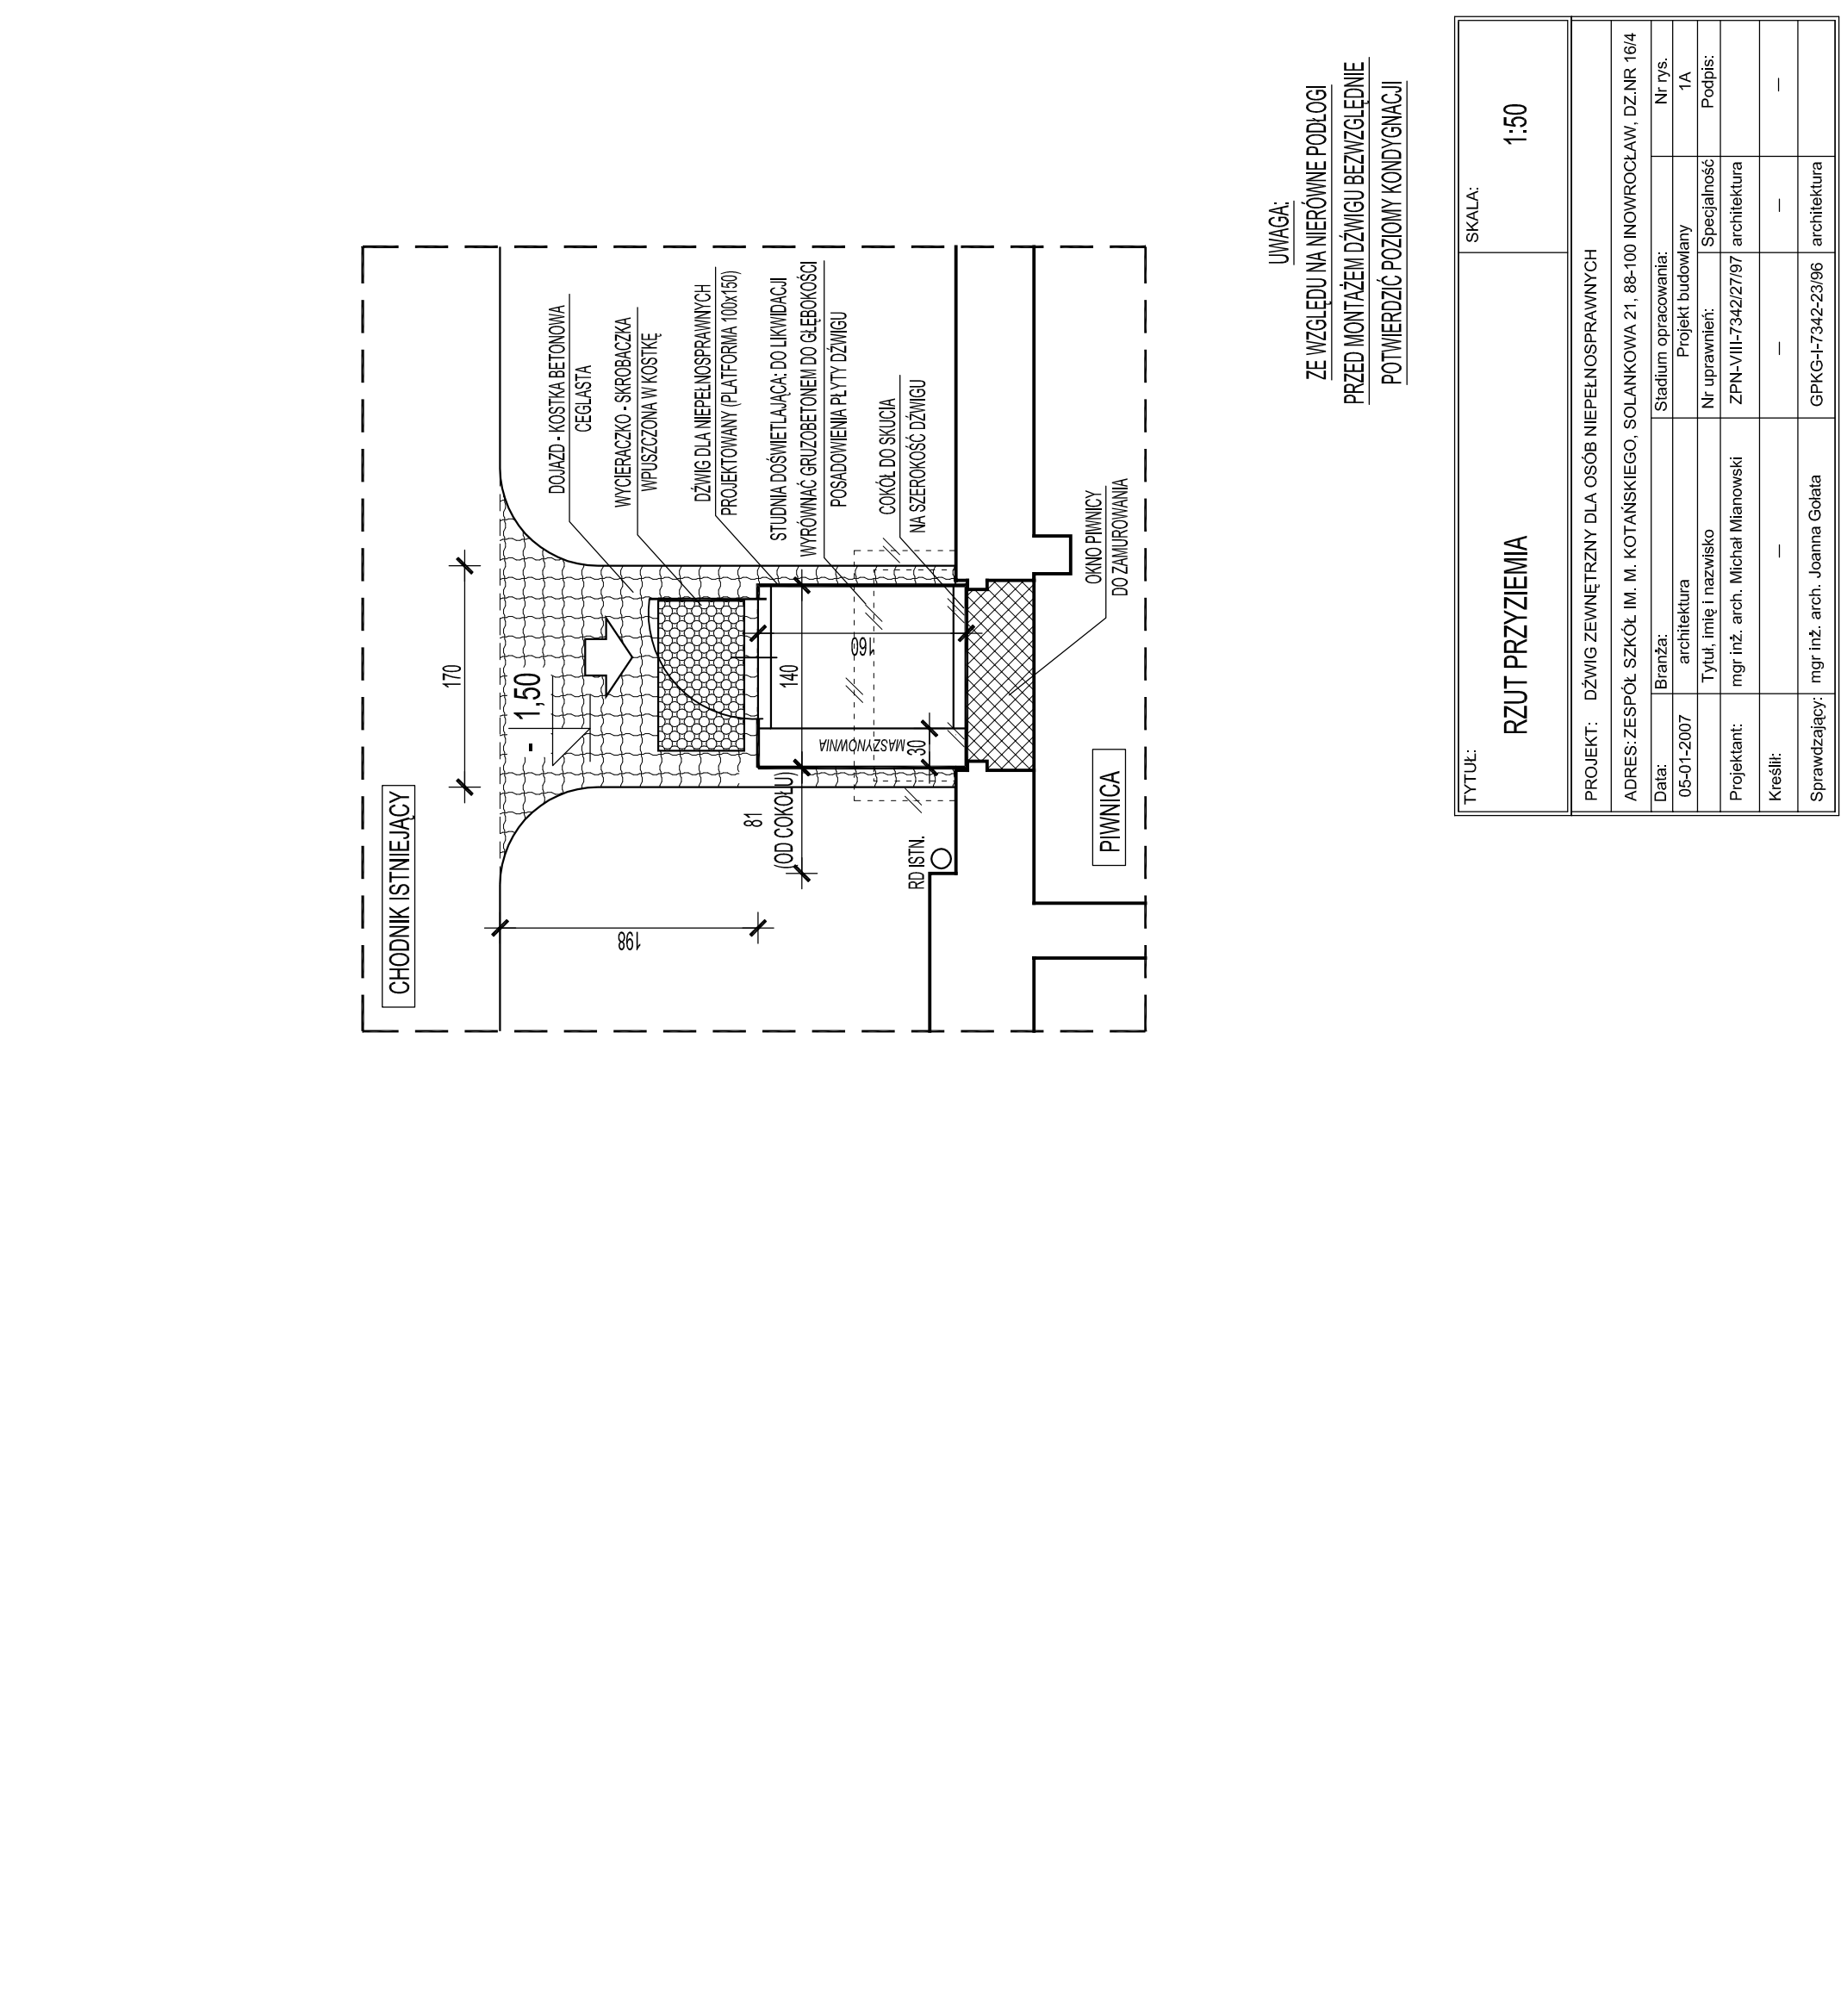 CHODNIK ISTNIEJĄCY
170
- 1,50
DOJAZD - KOSTKA BETONOWA
CEGLASTA
WYCIERACZKO - SKROBACZKA
WPUSZCZONA W KOSTKĘ
DŹWIG DLA NIEPEŁNOSPRAWNYCH
PROJEKTOWANY (PLATFORMA 100x150)
STUDNIA DOŚWIETLAJĄCA: DO LIKWIDACJI
WYRÓWNAĆ GRUZOBETONEM DO GŁĘBOKOŚCI
POSADOWIENIA PŁYTY DŹWIGU
COKÓŁ DO SKUCIA
NA SZEROKOŚĆ DŹWIGU
198
81
(OD COKOŁU)
140
160
MASZYNOWNIA
30
RD ISTN.
OKNO PIWNICY
DO ZAMUROWANIA
PIWNICA
UWAGA:
ZE WZGLĘDU NA NIERÓWNE PODŁOGI
PRZED MONTAŻEM DŹWIGU BEZWZGLĘDNIE
POTWIERDZIĆ POZIOMY KONDYGNACJI
TYTUŁ:
SKALA:
RZUT PRZYZIEMIA
1:50
PROJEKT: DŹWIG ZEWNĘTRZNY DLA OSÓB NIEPEŁNOSPRAWNYCH
ADRES: ZESPÓŁ SZKÓŁ IM. M. KOTAŃSKIEGO, SOLANKOWA 21, 88-100 INOWROCŁAW, DZ.NR 16/4
Data: Branża: Stadium opracowania: Nr rys.
05-01-2007 architektura Projekt budowlany 1A
Tytuł, imię i nazwisko Nr uprawnień: Specjalność Podpis:
Projektant: mgr inż. arch. Michał Mianowski ZPN-VIII-7342/27/97 architektura
Kreślił: — — — —
Sprawdzający: mgr inż. arch. Joanna Gołata GPKG-I-7342-23/96 architektura